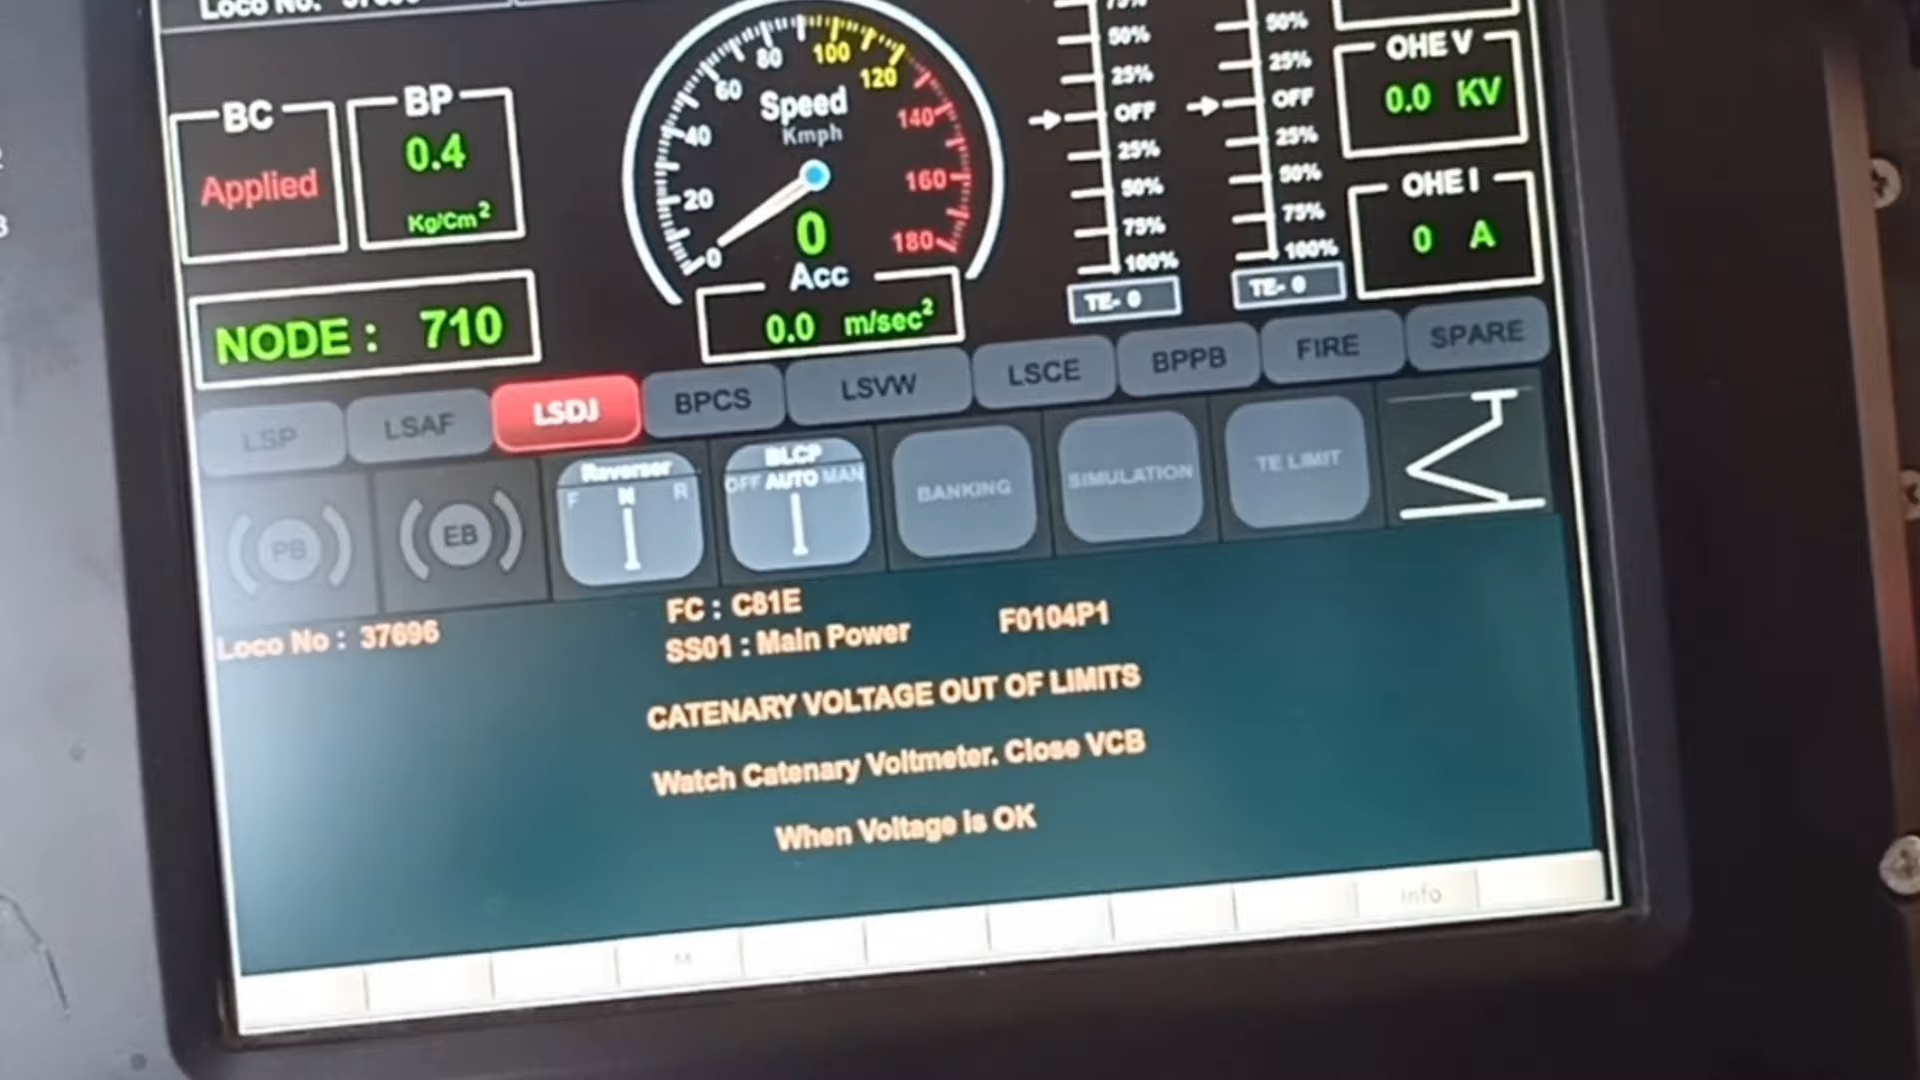 Loco No. 37696
BC
Applied
BP
0.4
Kg/Cm2
NODE : 710
Speed
Kmph
0
20
40
60
80
100
120
140
160
180
0
Acc
0.0 m/sec2
75%
50%
25%
OFF
25%
50%
75%
100%
TE- 0
50%
25%
OFF
25%
50%
75%
100%
TE- 0
OHE V
0.0 KV
OHE I
0 A
LSP
LSAF
LSDJ
BPCS
LSVW
LSCE
BPPB
FIRE
SPARE
PB
EB
Reverser
F N R
BLCP
OFF AUTO MAN
BANKING
SIMULATION
TE LIMIT
Loco No : 37696
FC : C81E
SS01 : Main Power
F0104P1
CATENARY VOLTAGE OUT OF LIMITS
Watch Catenary Voltmeter. Close VCB
When Voltage is OK
M
Info